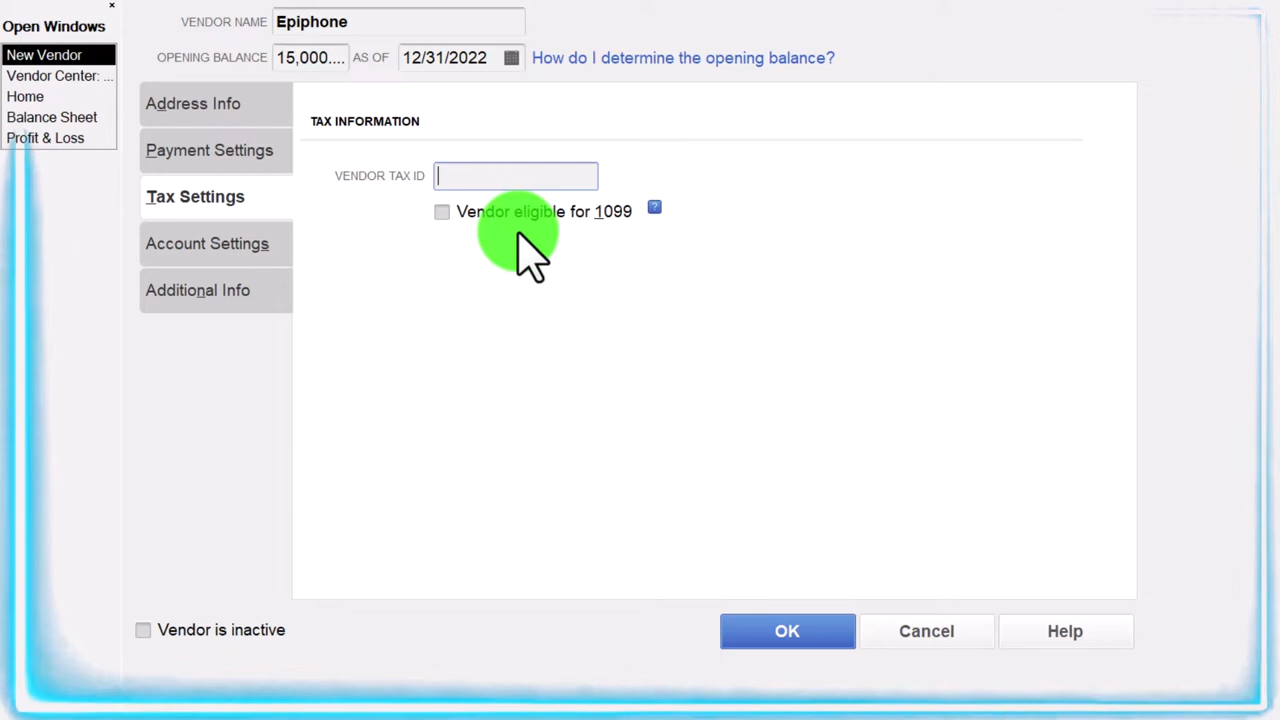 Open Windows
New Vendor
Vendor Center: ...
Home
Balance Sheet
Profit & Loss
VENDOR NAME Epiphone
OPENING BALANCE 15,000.... AS OF 12/31/2022 How do I determine the opening balance?
Address Info
Payment Settings
Tax Settings
Account Settings
Additional Info
TAX INFORMATION
VENDOR TAX ID
Vendor eligible for 1099 ?
Vendor is inactive
OK Cancel Help